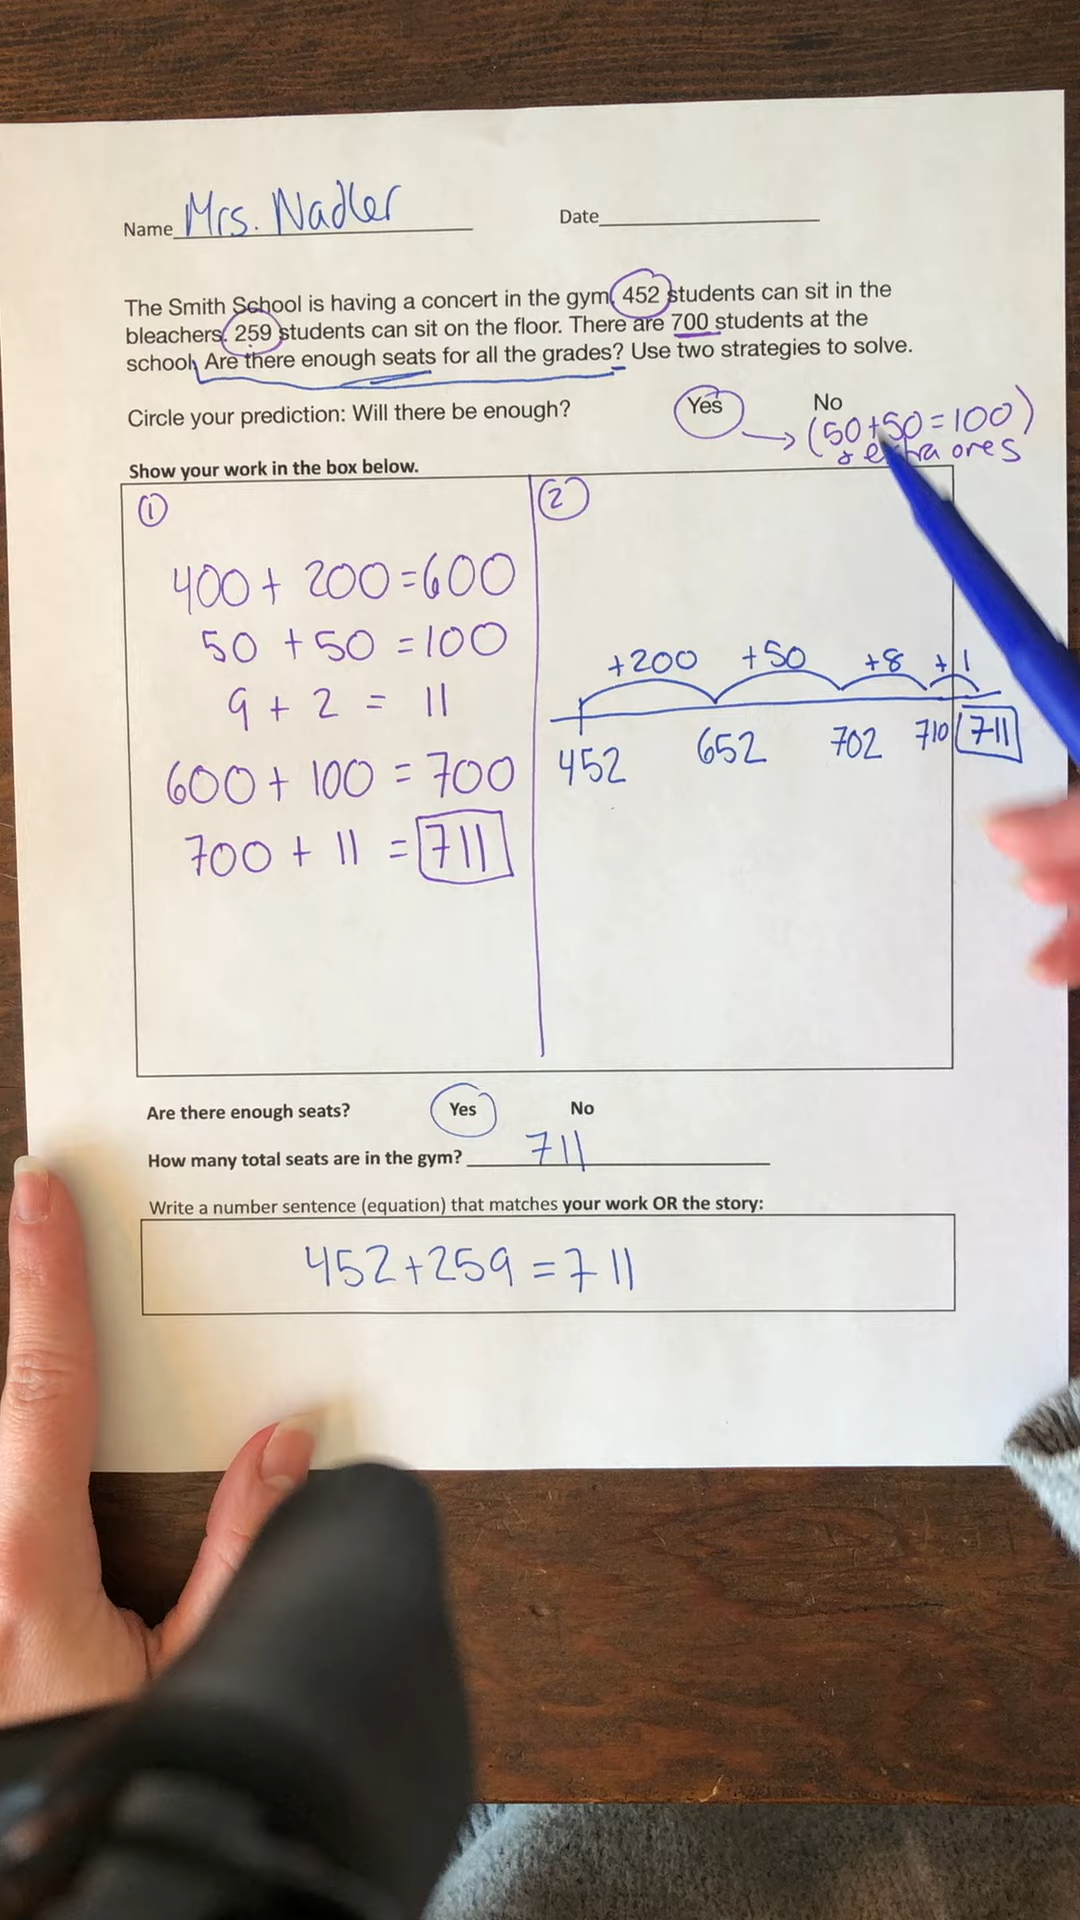 Name Mrs. Nadler Date
The Smith School is having a concert in the gym. 452 students can sit in the
bleachers. 259 students can sit on the floor. There are 700 students at the
school. Are there enough seats for all the grades? Use two strategies to solve.
Circle your prediction: Will there be enough? Yes No
(50+50=100)
& extra ones
Show your work in the box below.
1
400 + 200 = 600
50 + 50 = 100
9 + 2 = 11
600 + 100 = 700
700 + 11 = 711
2
+200 +50 +8 +1
452 652 702 710 711
Are there enough seats? Yes No
How many total seats are in the gym? 711
Write a number sentence (equation) that matches your work OR the story:
452+259=711